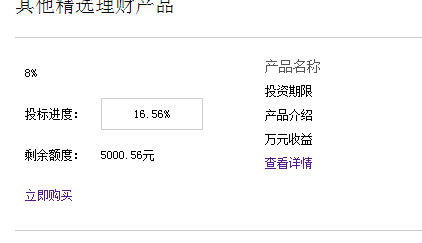 其他精选理财产品
8%
投标进度： 16.56%
剩余额度： 5000.56元
立即购买
产品名称
投资期限
产品介绍
万元收益
查看详情